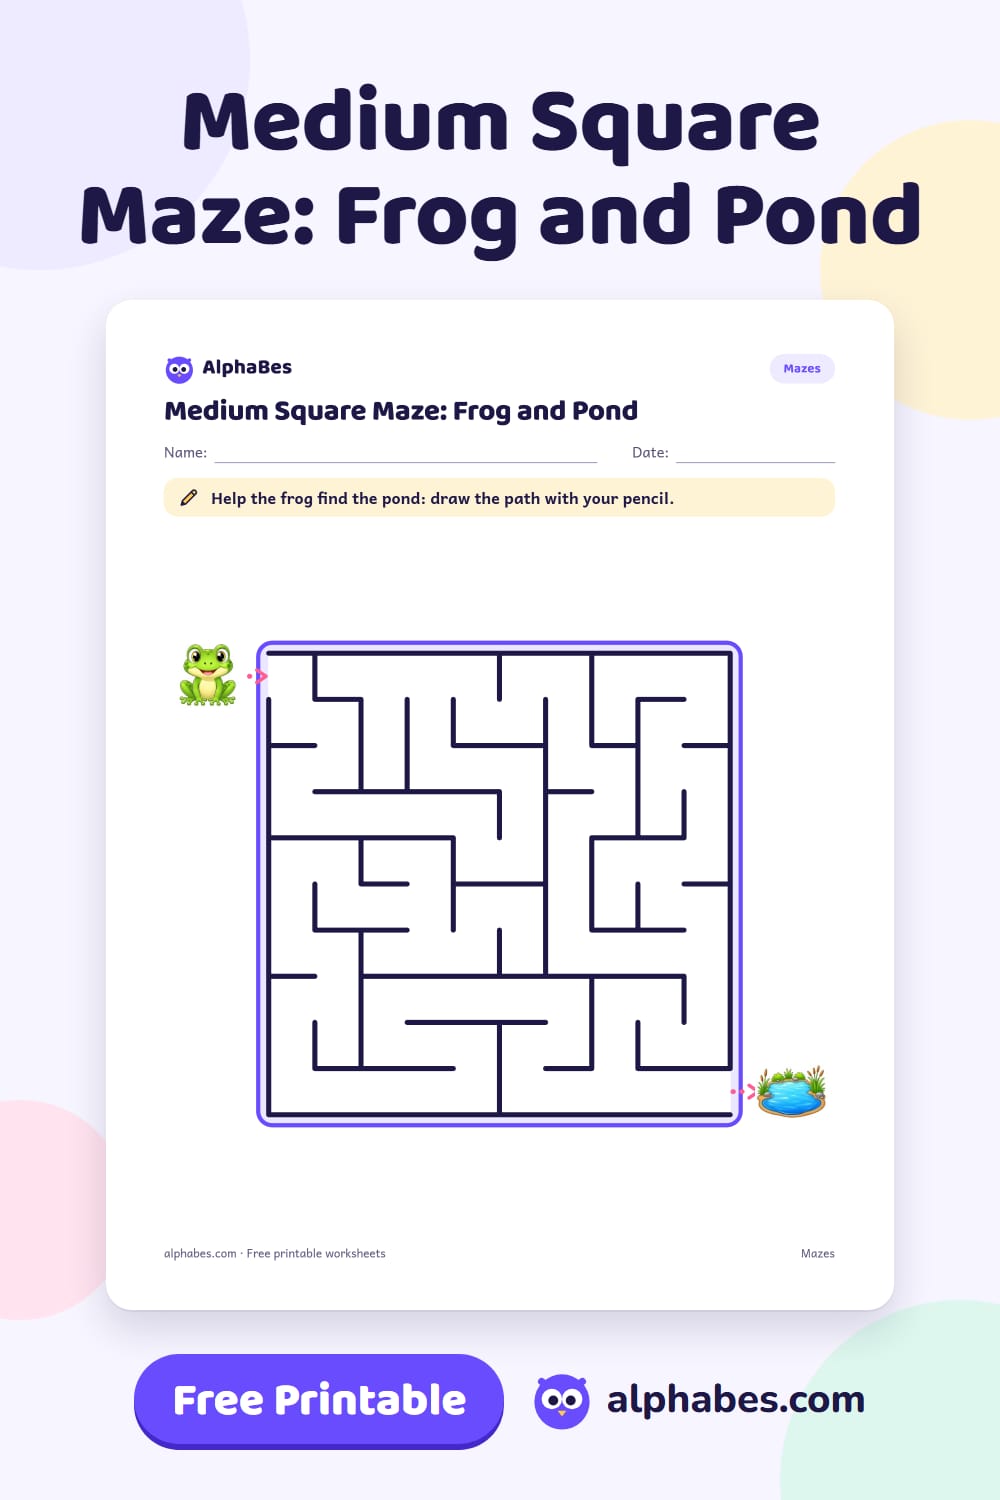 Medium Square
Maze: Frog and Pond
AlphaBes
Mazes
Medium Square Maze: Frog and Pond
Name:
Date:
Help the frog find the pond: draw the path with your pencil.
alphabes.com · Free printable worksheets
Mazes
Free Printable
alphabes.com